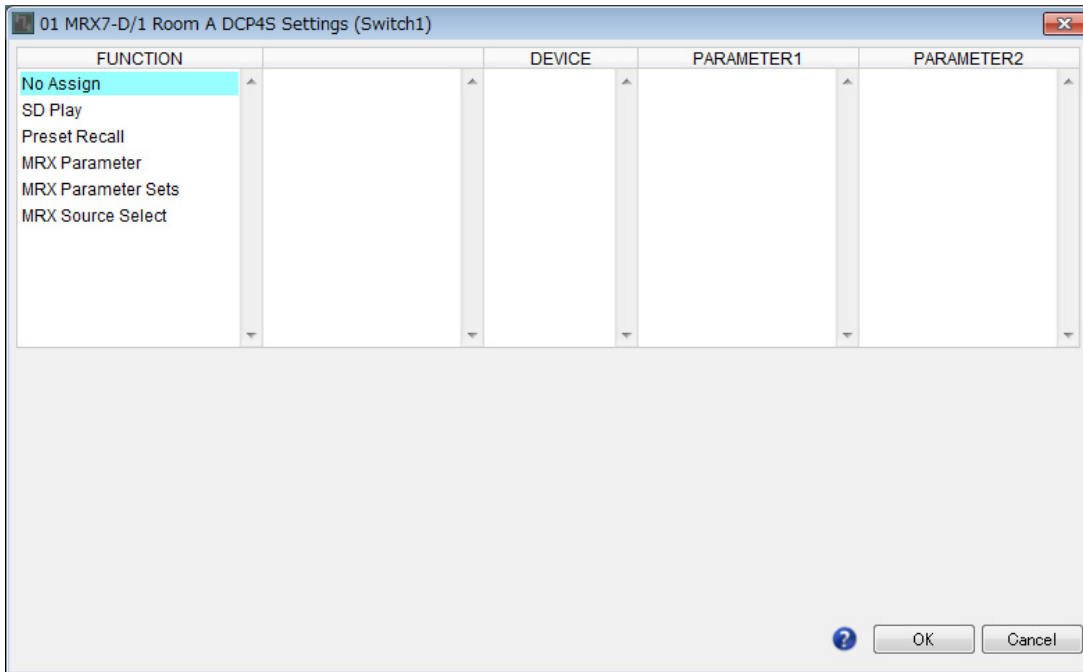 01 MRX7-D/1 Room A DCP4S Settings (Switch1)
FUNCTION DEVICE PARAMETER1 PARAMETER2
No Assign
SD Play
Preset Recall
MRX Parameter
MRX Parameter Sets
MRX Source Select
? OK Cancel